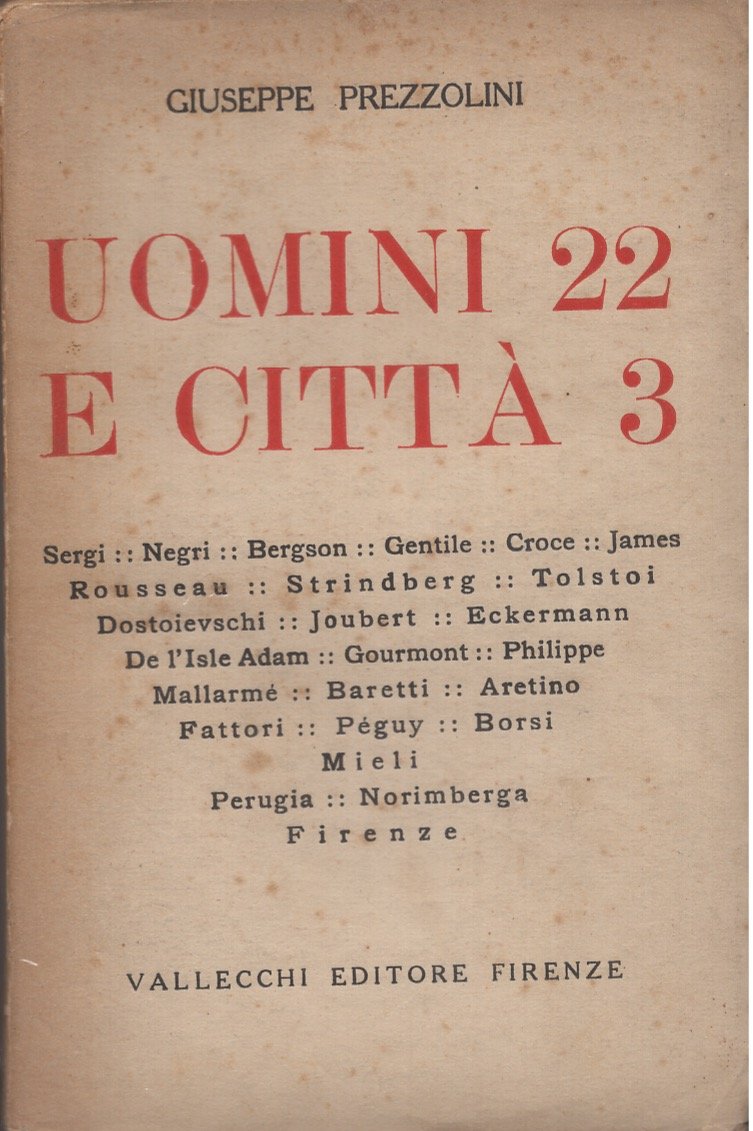 GIUSEPPE PREZZOLINI
UOMINI 22
E CITTÀ 3
Sergi :: Negri :: Bergson :: Gentile :: Croce :: James
Rousseau :: Strindberg :: Tolstoi
Dostoievschi :: Joubert :: Eckermann
De l'Isle Adam :: Gourmont :: Philippe
Mallarmé :: Baretti :: Aretino
Fattori :: Péguy :: Borsi
Mieli
Perugia :: Norimberga
Firenze
VALLECCHI EDITORE FIRENZE